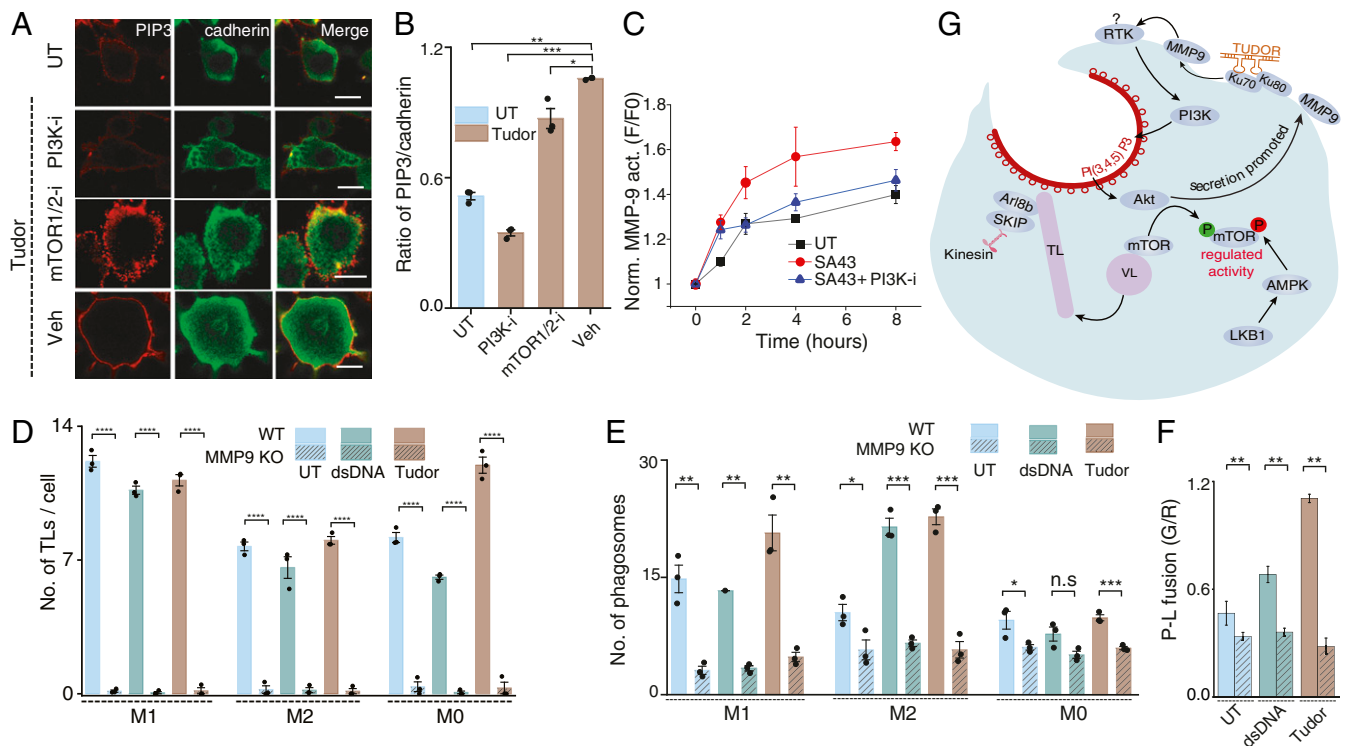 A
PIP3 cadherin Merge
UT
PI3K-i
mTOR1/2-i
Veh
Tudor
B
Ratio of PIP3/cadherin
1.2
0.6
0.0
**
***
*
UT
Tudor
UT PI3K-i mTOR1/2-i Veh
C
Norm. MMP-9 act. (F/F0)
1.8
1.6
1.4
1.2
1
UT
SA43
SA43+ PI3K-i
0 2 4 8
Time (hours)
G
?
RTK
MMP9
TUDOR
Ku70 Ku80
MMP9
PI3K
PI(3,4,5) P3
secretion promoted
Akt
Arl8b
SKIP
Kinesin
TL
mTOR
VL
P mTOR P
regulated
activity
AMPK
LKB1
D
No. of TLs / cell
14
7
0
WT
MMP9 KO
UT dsDNA Tudor
**** **** ****
**** **** ****
**** **** ****
M1 M2 M0
E
No. of phagosomes
30
15
0
WT
MMP9 KO
UT dsDNA Tudor
** ** **
* *** ***
* n.s ***
M1 M2 M0
F
P-L fusion (G/R)
1.2
0.6
0.0
** ** **
UT dsDNA Tudor